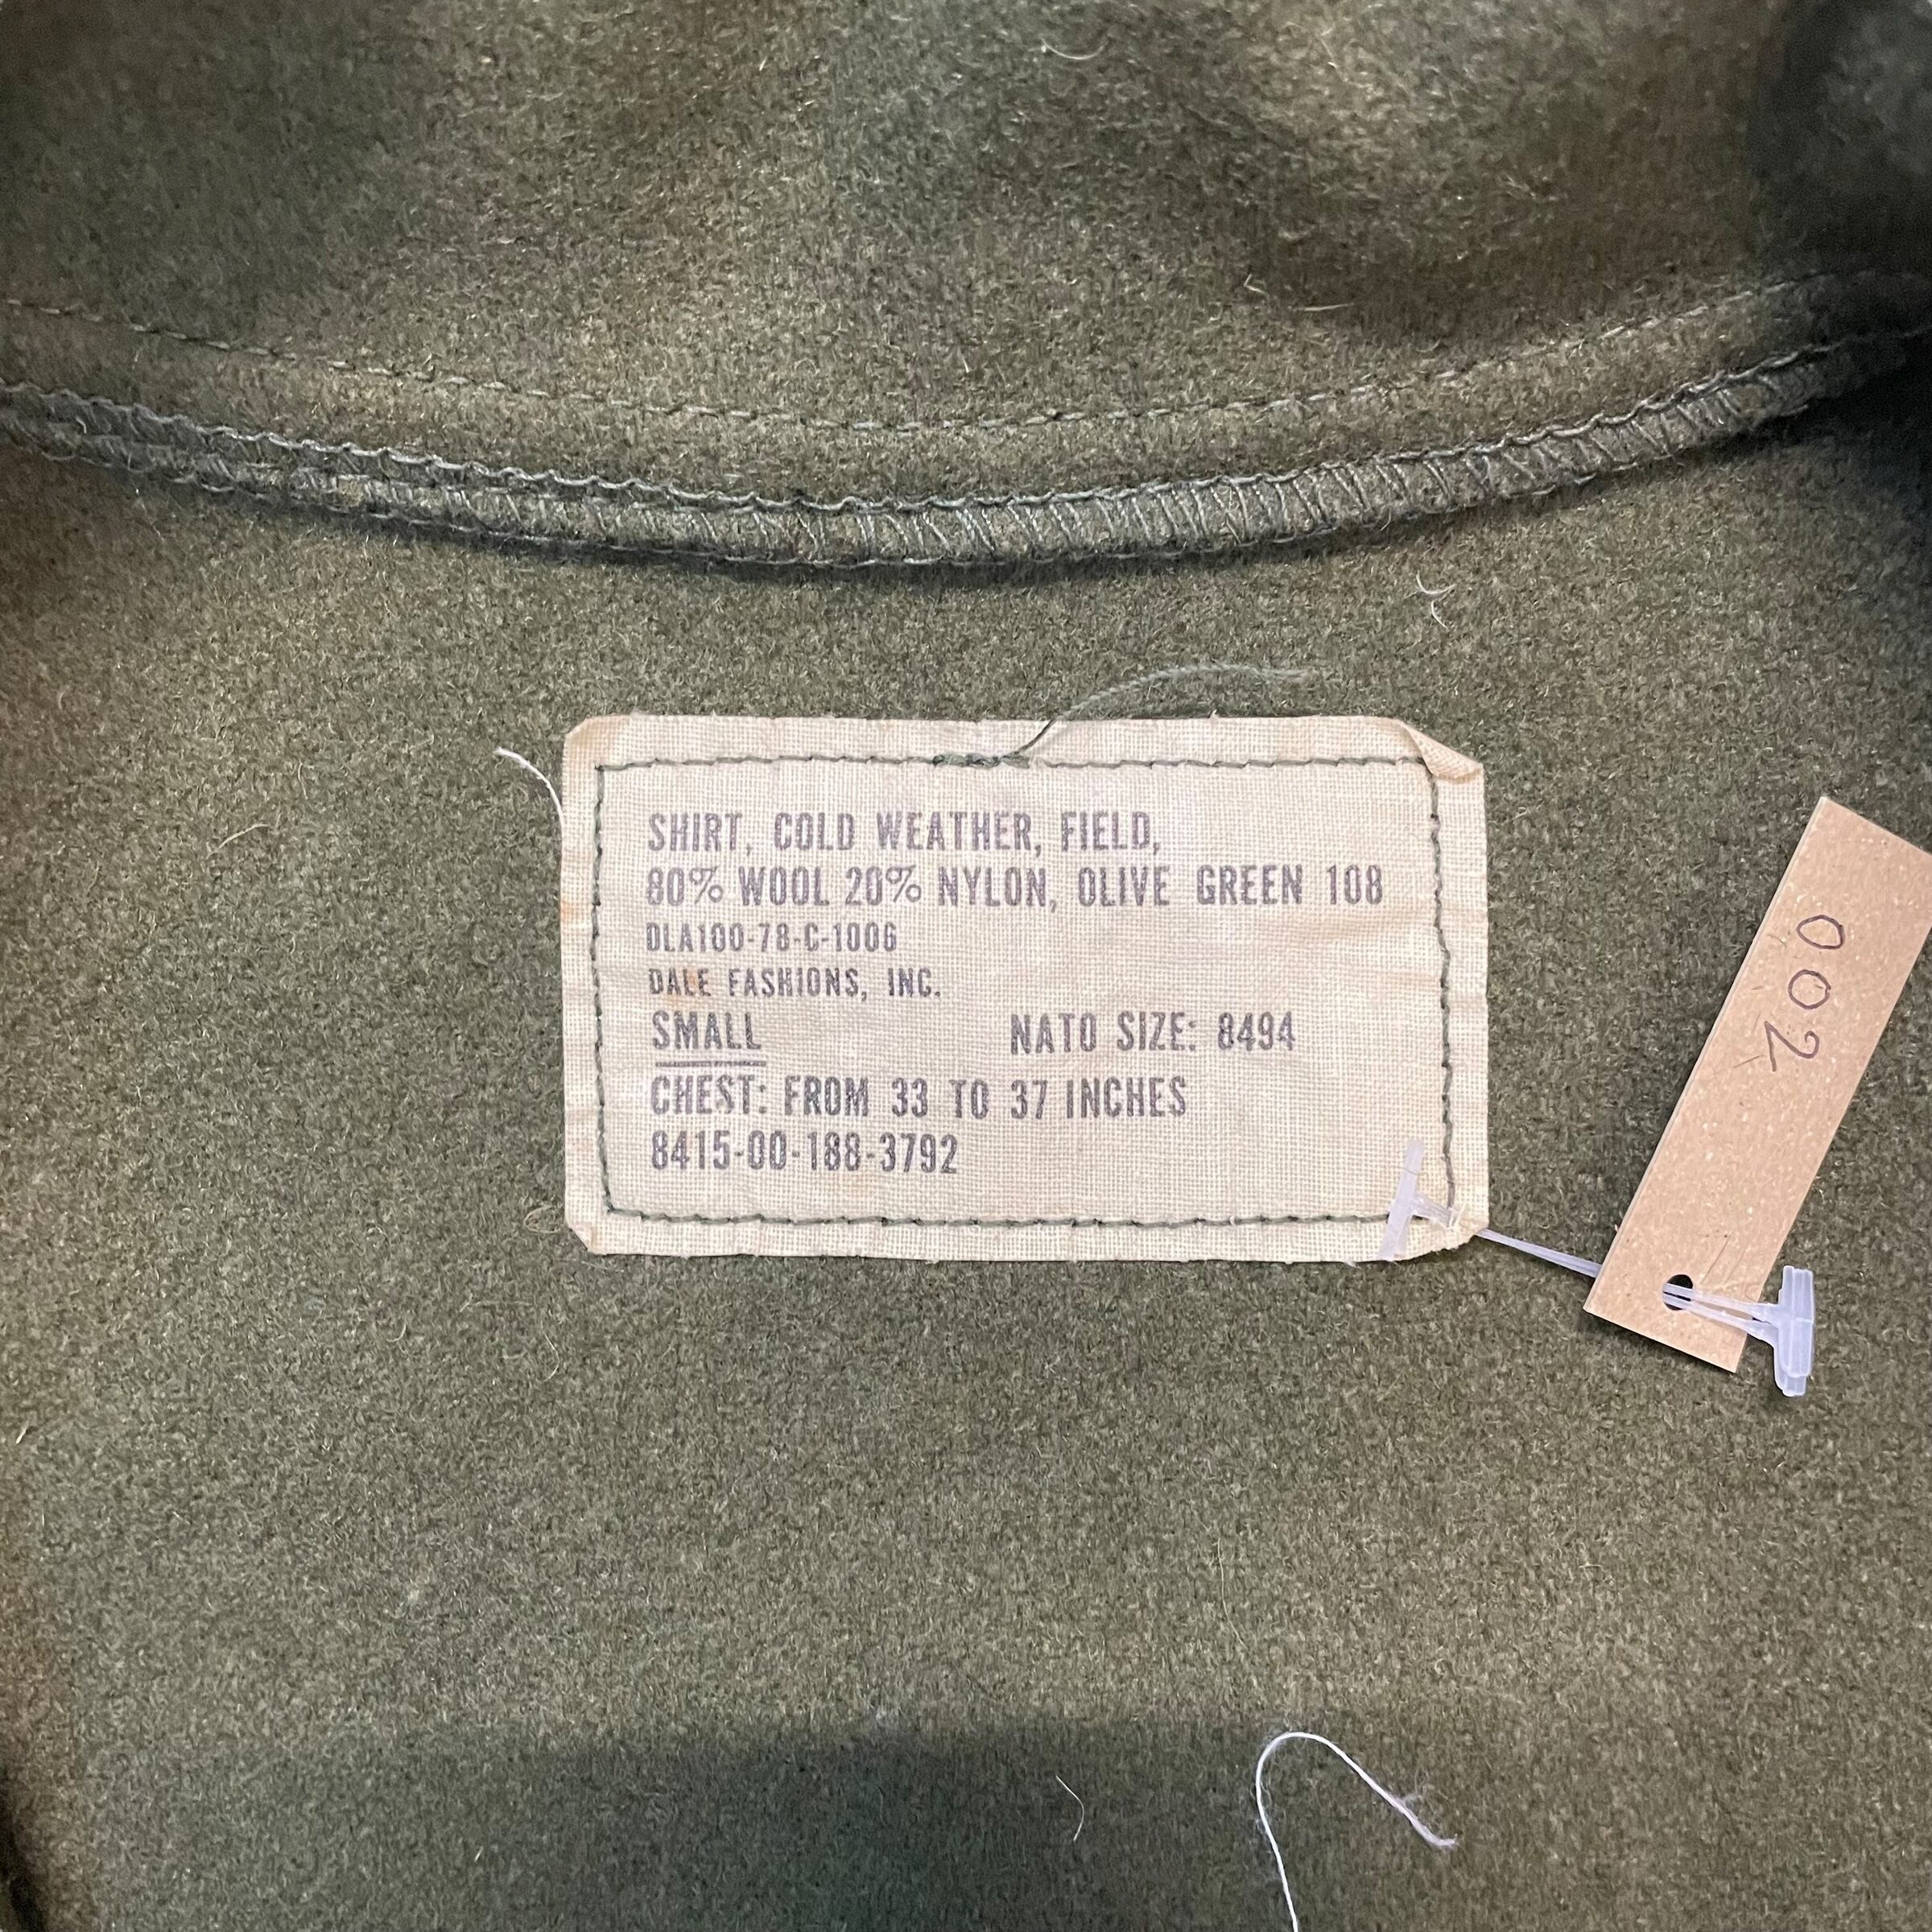 SHIRT, COLD WEATHER, FIELD,
80% WOOL 20% NYLON, OLIVE GREEN 108
DLA100-78-C-1006
DALE FASHIONS, INC.
SMALL NATO SIZE: 8494
CHEST: FROM 33 TO 37 INCHES
8415-00-188-3792
002